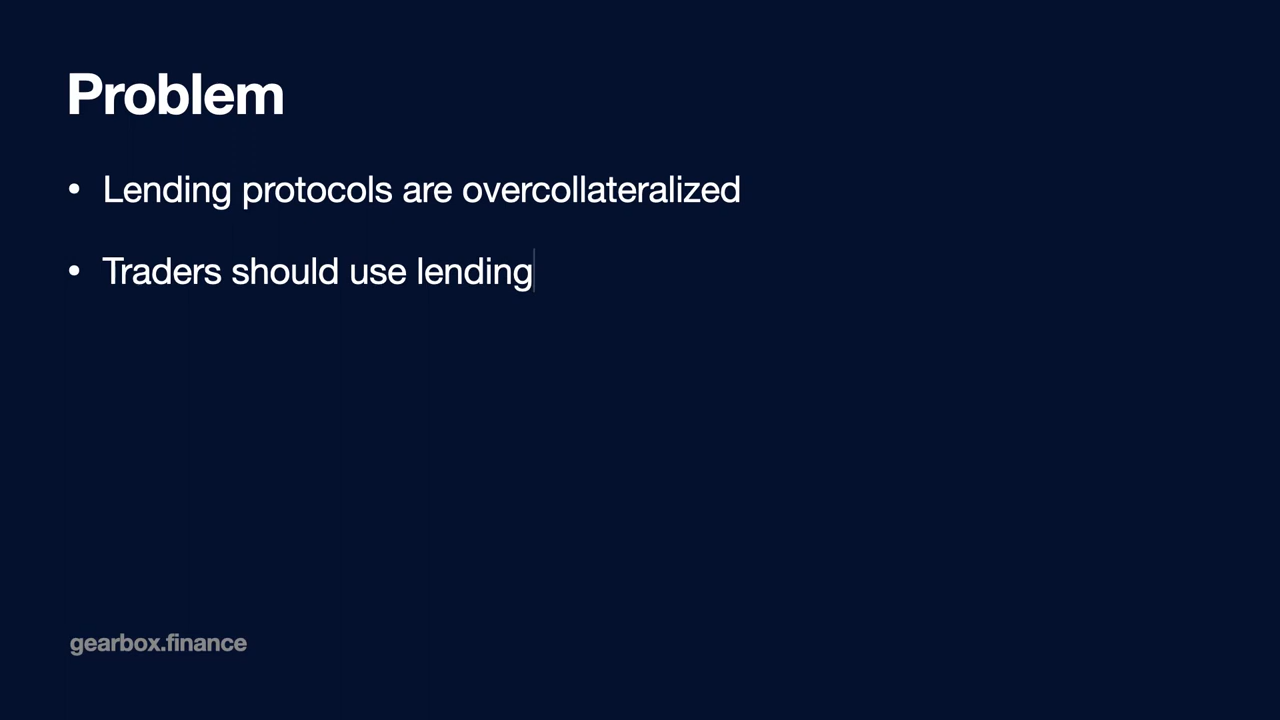 Problem
• Lending protocols are overcollateralized
• Traders should use lending
gearbox.finance